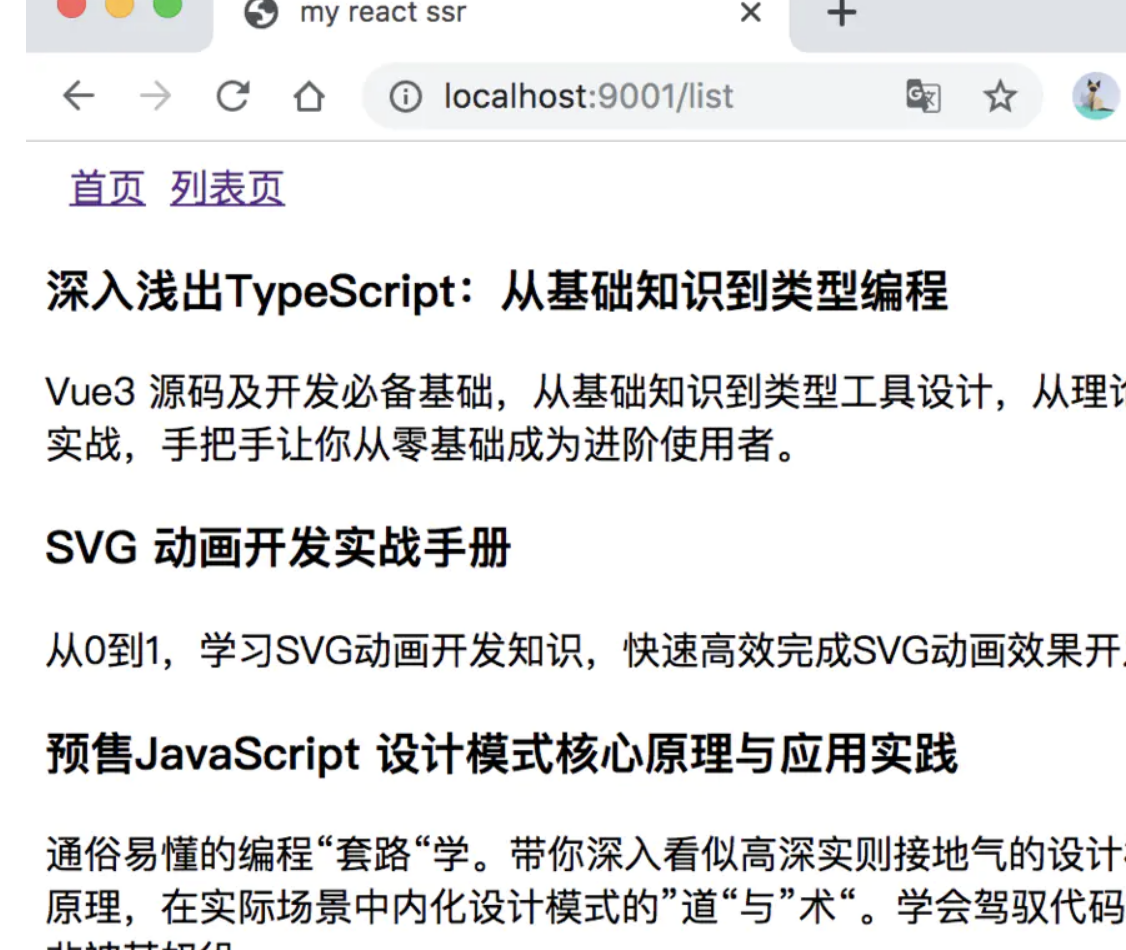 my react ssr
localhost:9001/list
首页 列表页
深入浅出TypeScript：从基础知识到类型编程
Vue3 源码及开发必备基础，从基础知识到类型工具设计，从理
实战，手把手让你从零基础成为进阶使用者。
SVG 动画开发实战手册
从0到1，学习SVG动画开发知识，快速高效完成SVG动画效果开
预售JavaScript 设计模式核心原理与应用实践
通俗易懂的编程“套路“学。带你深入看似高深实则接地气的设计
原理，在实际场景中内化设计模式的”道“与”术“。学会驾驭代码